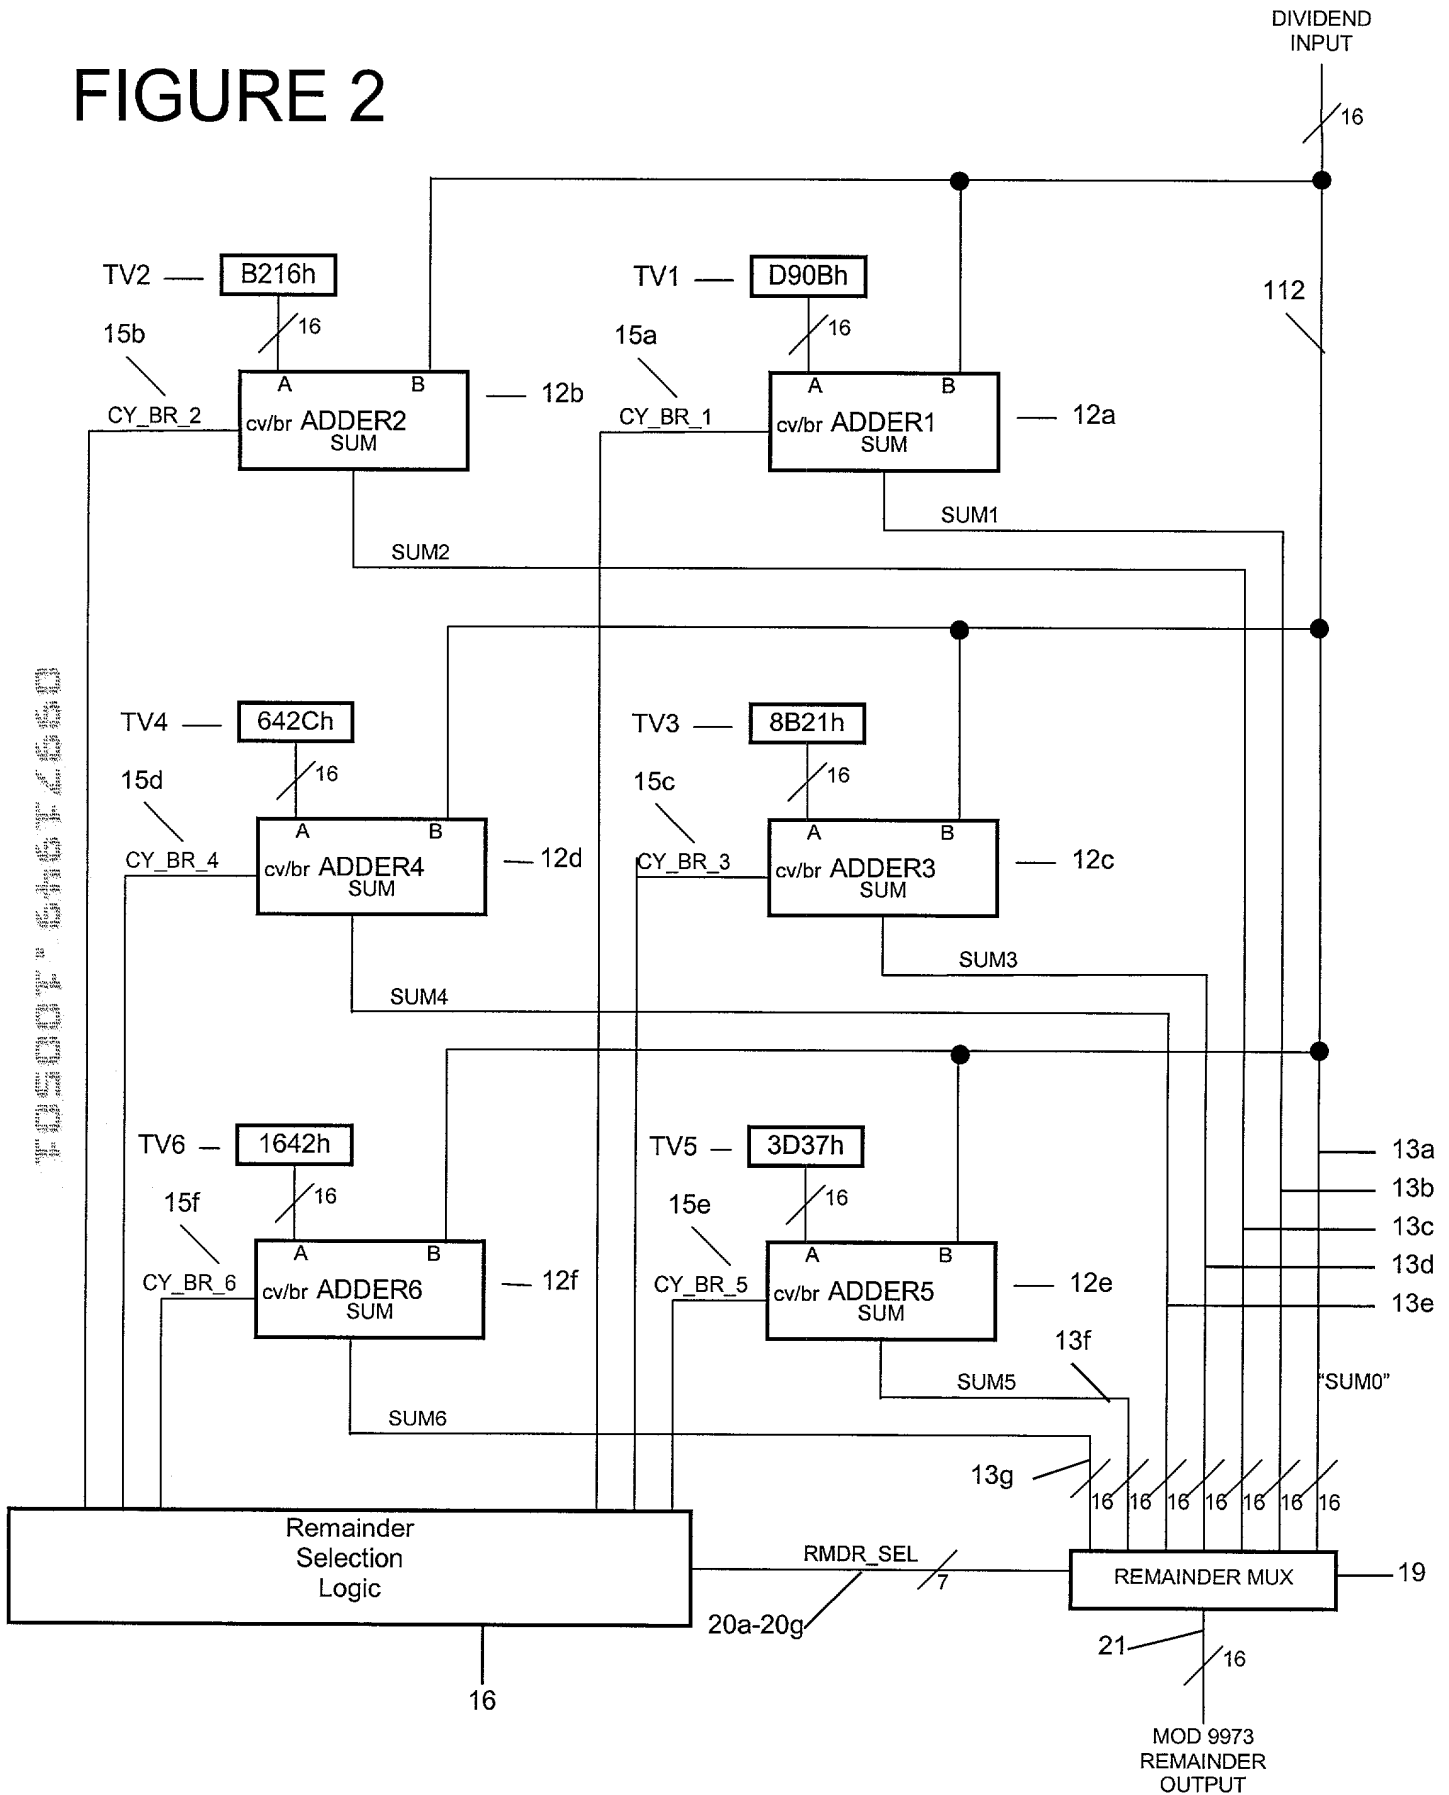 DIVIDEND
INPUT
FIGURE 2
16
TV2
B216h
TV1
D90Bh
112
15b
16
15a
16
A
B
12b
A
B
12a
CY_BR_2
cv/br
ADDER2
SUM
CY_BR_1
cv/br
ADDER1
SUM
SUM1
SUM2
TV4
642Ch
TV3
8B21h
15d
16
15c
16
A
B
12d
A
B
12c
CY_BR_4
cv/br
ADDER4
SUM
CY_BR_3
cv/br
ADDER3
SUM
SUM3
SUM4
TV6
1642h
TV5
3D37h
13a
13b
15f
16
15e
16
13c
A
B
A
B
13d
CY_BR_6
cv/br
ADDER6
SUM
12f
CY_BR_5
cv/br
ADDER5
SUM
12e
13e
13f
SUM5
"SUM0"
SUM6
13g
16
16
16
16
16
16
16
Remainder
Selection
Logic
RMDR_SEL
7
REMAINDER MUX
19
20a-20g
21
16
16
MOD 9973
REMAINDER
OUTPUT